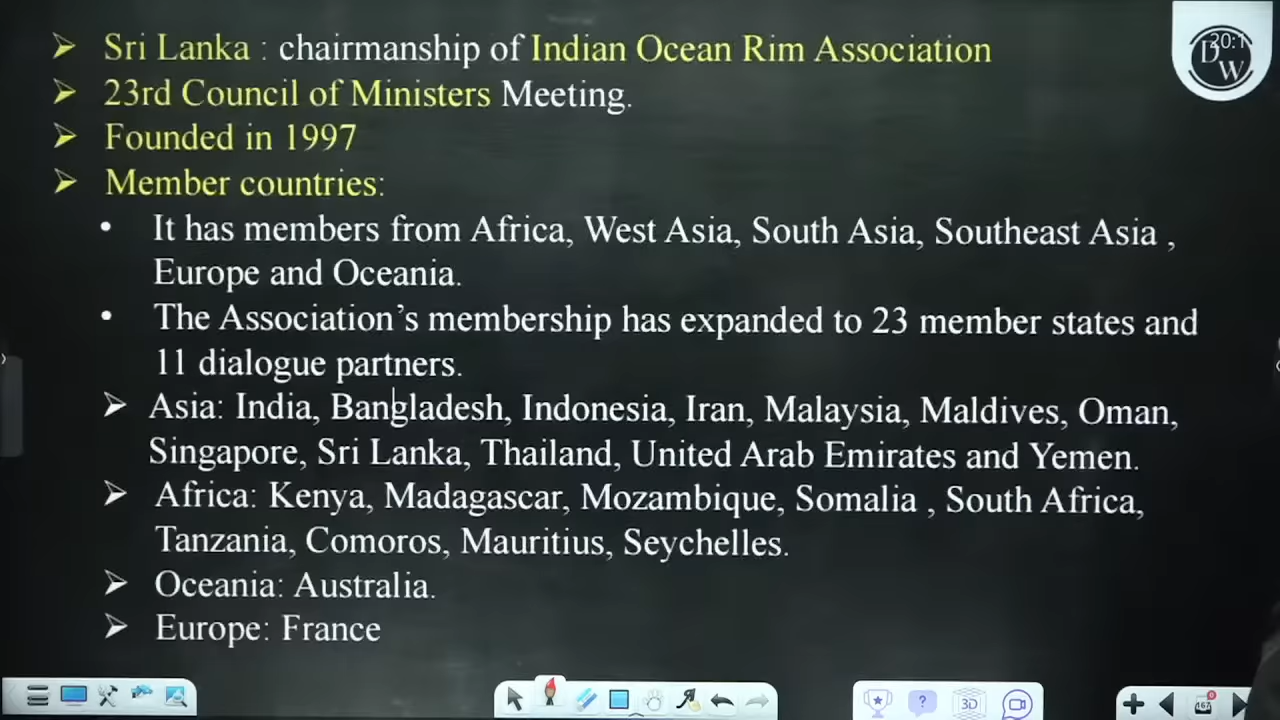 Sri Lanka : chairmanship of Indian Ocean Rim Association
23rd Council of Ministers Meeting.
Founded in 1997
Member countries:
It has members from Africa, West Asia, South Asia, Southeast Asia ,
Europe and Oceania.
The Association's membership has expanded to 23 member states and
11 dialogue partners.
Asia: India, Bangladesh, Indonesia, Iran, Malaysia, Maldives, Oman,
Singapore, Sri Lanka, Thailand, United Arab Emirates and Yemen.
Africa: Kenya, Madagascar, Mozambique, Somalia , South Africa,
Tanzania, Comoros, Mauritius, Seychelles.
Oceania: Australia.
Europe: France
DW
3D